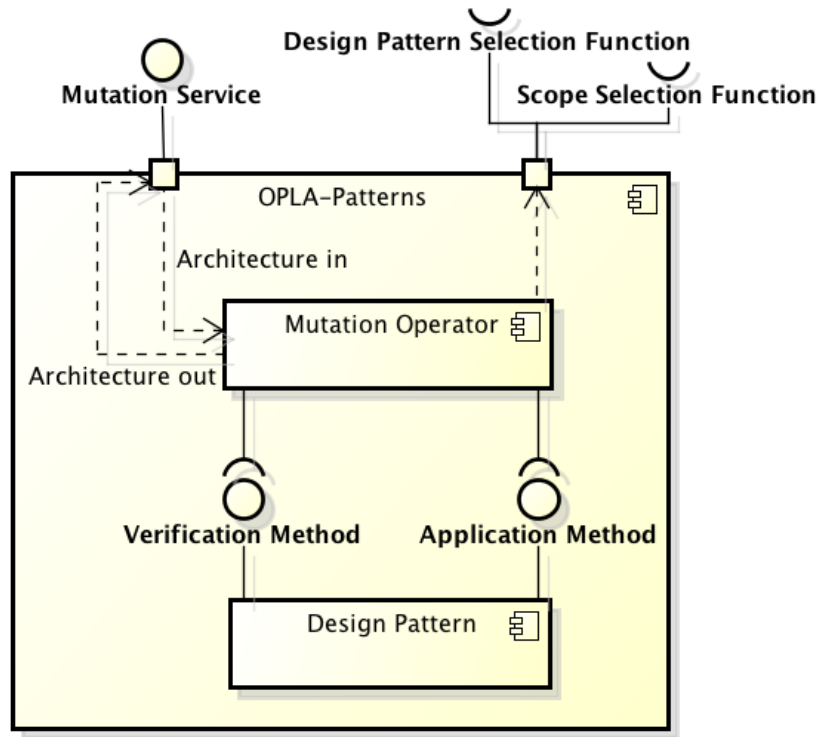 Design Pattern Selection Function
Mutation Service
Scope Selection Function
OPLA-Patterns
Architecture in
Mutation Operator
Architecture out
Verification Method
Application Method
Design Pattern